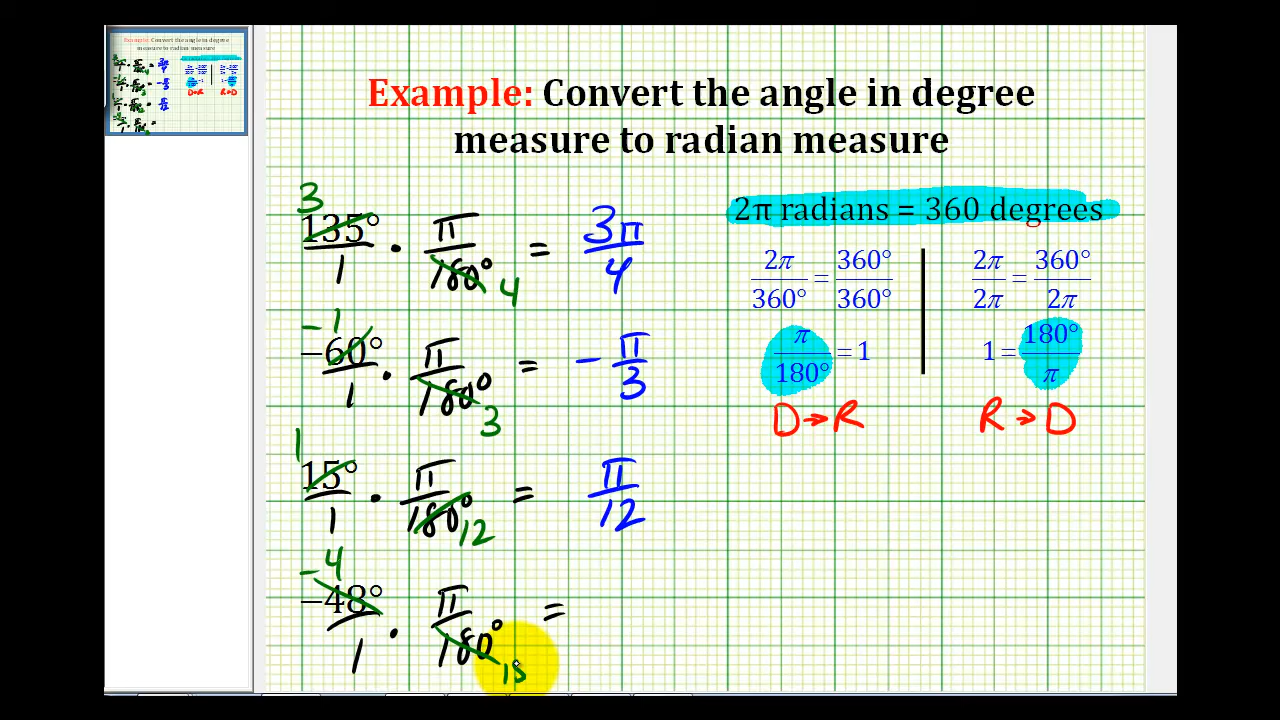 Example: Convert the angle in degree
measure to radian measure
2π radians = 360 degrees
3
135°/1 · π/180° = 3π/4
4
-1
−60°/1 · π/180° = -π/3
3
1
15°/1 · π/180° = π/12
12
-4
−48°/1 · π/180° =
15
2π/360° = 360°/360°
π/180° = 1
D→R
2π/2π = 360°/2π
1 = 180°/π
R→D